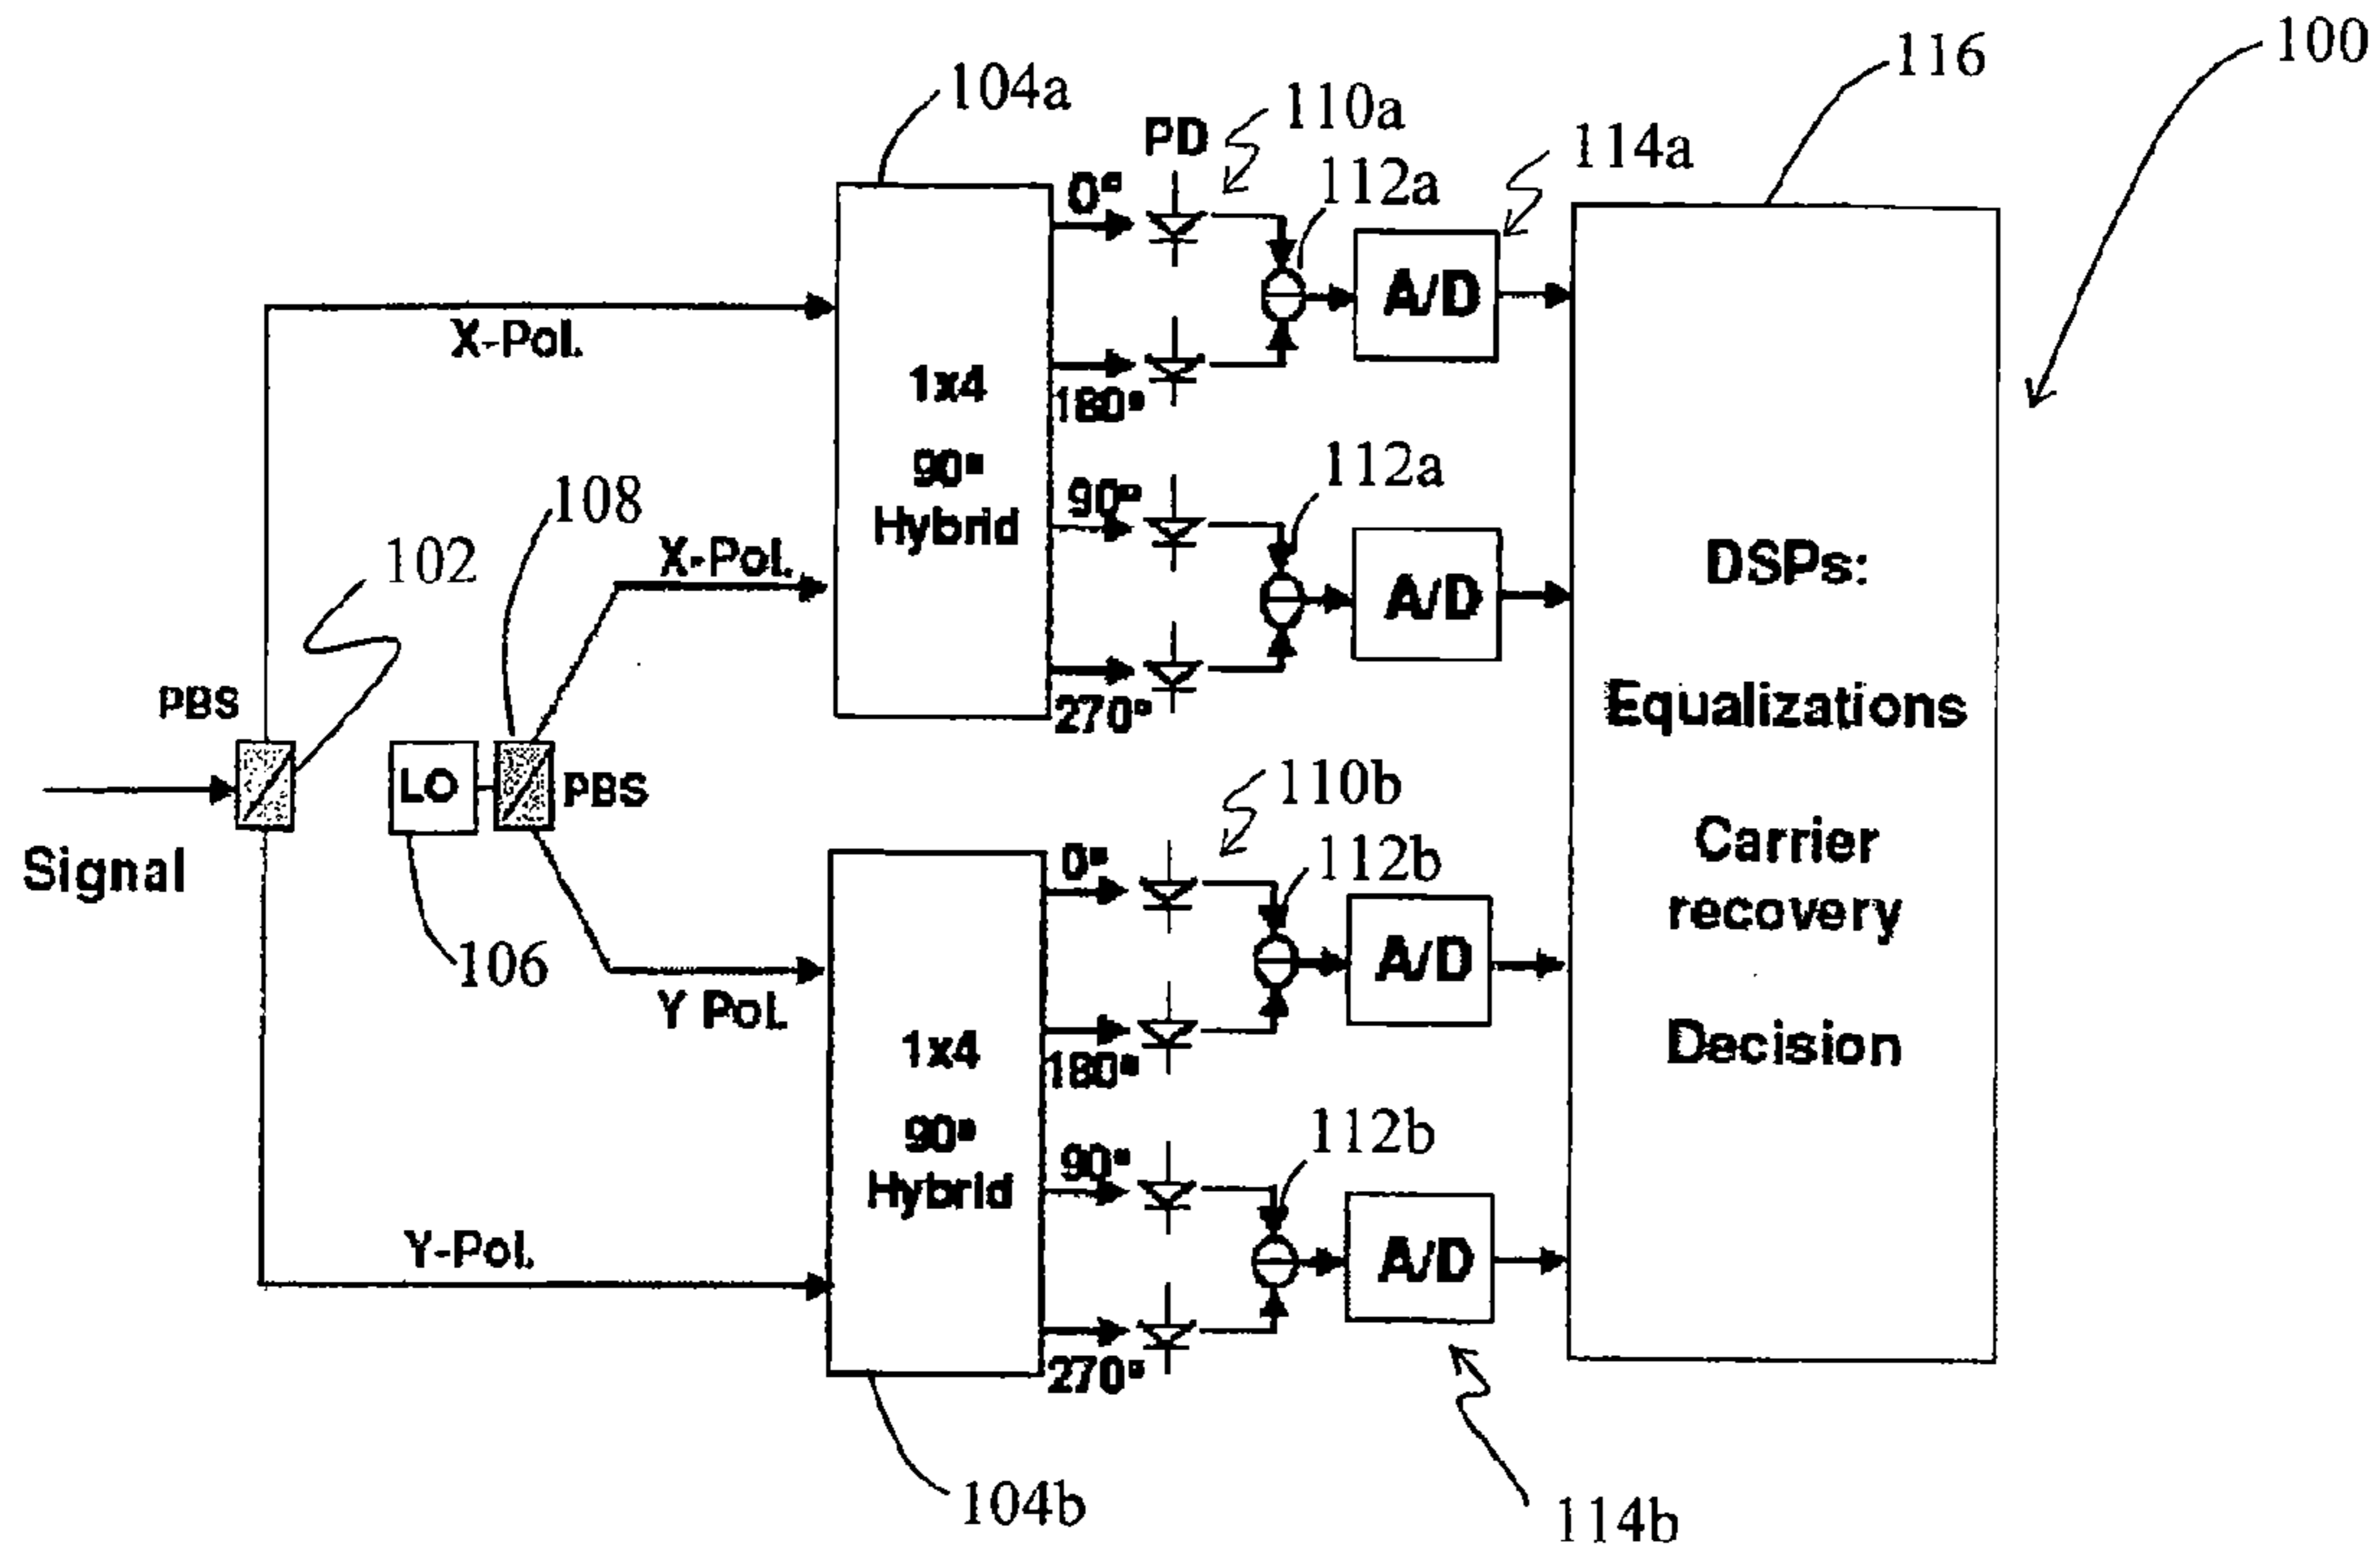 100
116
104a
110a
PD
114a
112a
0°
A/D
X-Pol.
1x4
180°
90°
Hybrid
112a
90°
108
X-Pol.
102
A/D
DSPs:
270°
Equalizations
PBS
LO
PBS
110b
Signal
0°
112b
Carrier
recovery
106
A/D
Y Pol.
1x4
180°
Decision
90°
Hybrid
112b
90°
Y-Pol.
A/D
270°
104b
114b